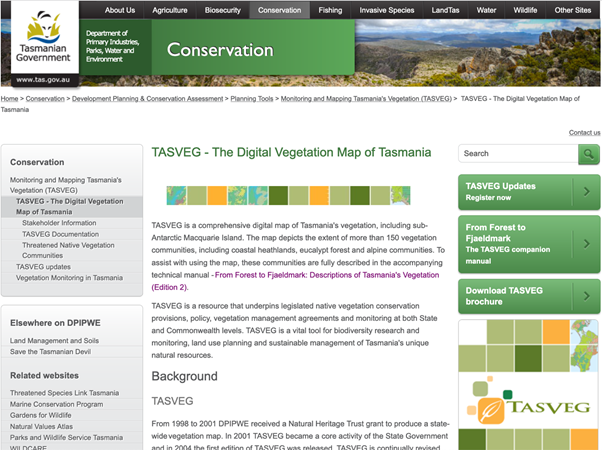 About Us Agriculture Biosecurity Conservation Fishing Invasive Species LandTas Water Wildlife Other Sites
Tasmanian
Government
www.tas.gov.au
Department of
Primary Industries,
Parks, Water and
Environment
Conservation
Home > Conservation > Development Planning & Conservation Assessment > Planning Tools > Monitoring and Mapping Tasmania's Vegetation (TASVEG) > TASVEG - The Digital Vegetation Map of
Tasmania
Contact us
Conservation
Monitoring and Mapping Tasmania's
Vegetation (TASVEG)
TASVEG - The Digital Vegetation
Map of Tasmania
Stakeholder Information
TASVEG Documentation
Threatened Native Vegetation
Communities
TASVEG updates
Vegetation Monitoring in Tasmania
Elsewhere on DPIPWE
Land Management and Soils
Save the Tasmanian Devil
Related websites
Threatened Species Link Tasmania
Marine Conservation Program
Gardens for Wildlife
Natural Values Atlas
Parks and Wildlife Service Tasmania
WILDCARE
TASVEG - The Digital Vegetation Map of Tasmania
TASVEG is a comprehensive digital map of Tasmania's vegetation, including sub-
Antarctic Macquarie Island. The map depicts the extent of more than 150 vegetation
communities, including coastal heathlands, eucalypt forest and alpine communities. To
assist with using the map, these communities are fully described in the accompanying
technical manual - From Forest to Fjaeldmark: Descriptions of Tasmania's Vegetation
(Edition 2).
TASVEG is a resource that underpins legislated native vegetation conservation
provisions, policy, vegetation management agreements and monitoring at both State
and Commonwealth levels. TASVEG is a vital tool for biodiversity research and
monitoring, land use planning and sustainable management of Tasmania's unique
natural resources.
Background
TASVEG
From 1998 to 2001 DPIPWE received a Natural Heritage Trust grant to produce a state-
wide vegetation map. In 2001 TASVEG became a core activity of the State Government
and in 2004 the first edition of TASVEG was released. TASVEG is continually revised
Search
TASVEG Updates
Register now
From Forest to
Fjaeldmark
The TASVEG companion
manual
Download TASVEG
brochure
TASVEG